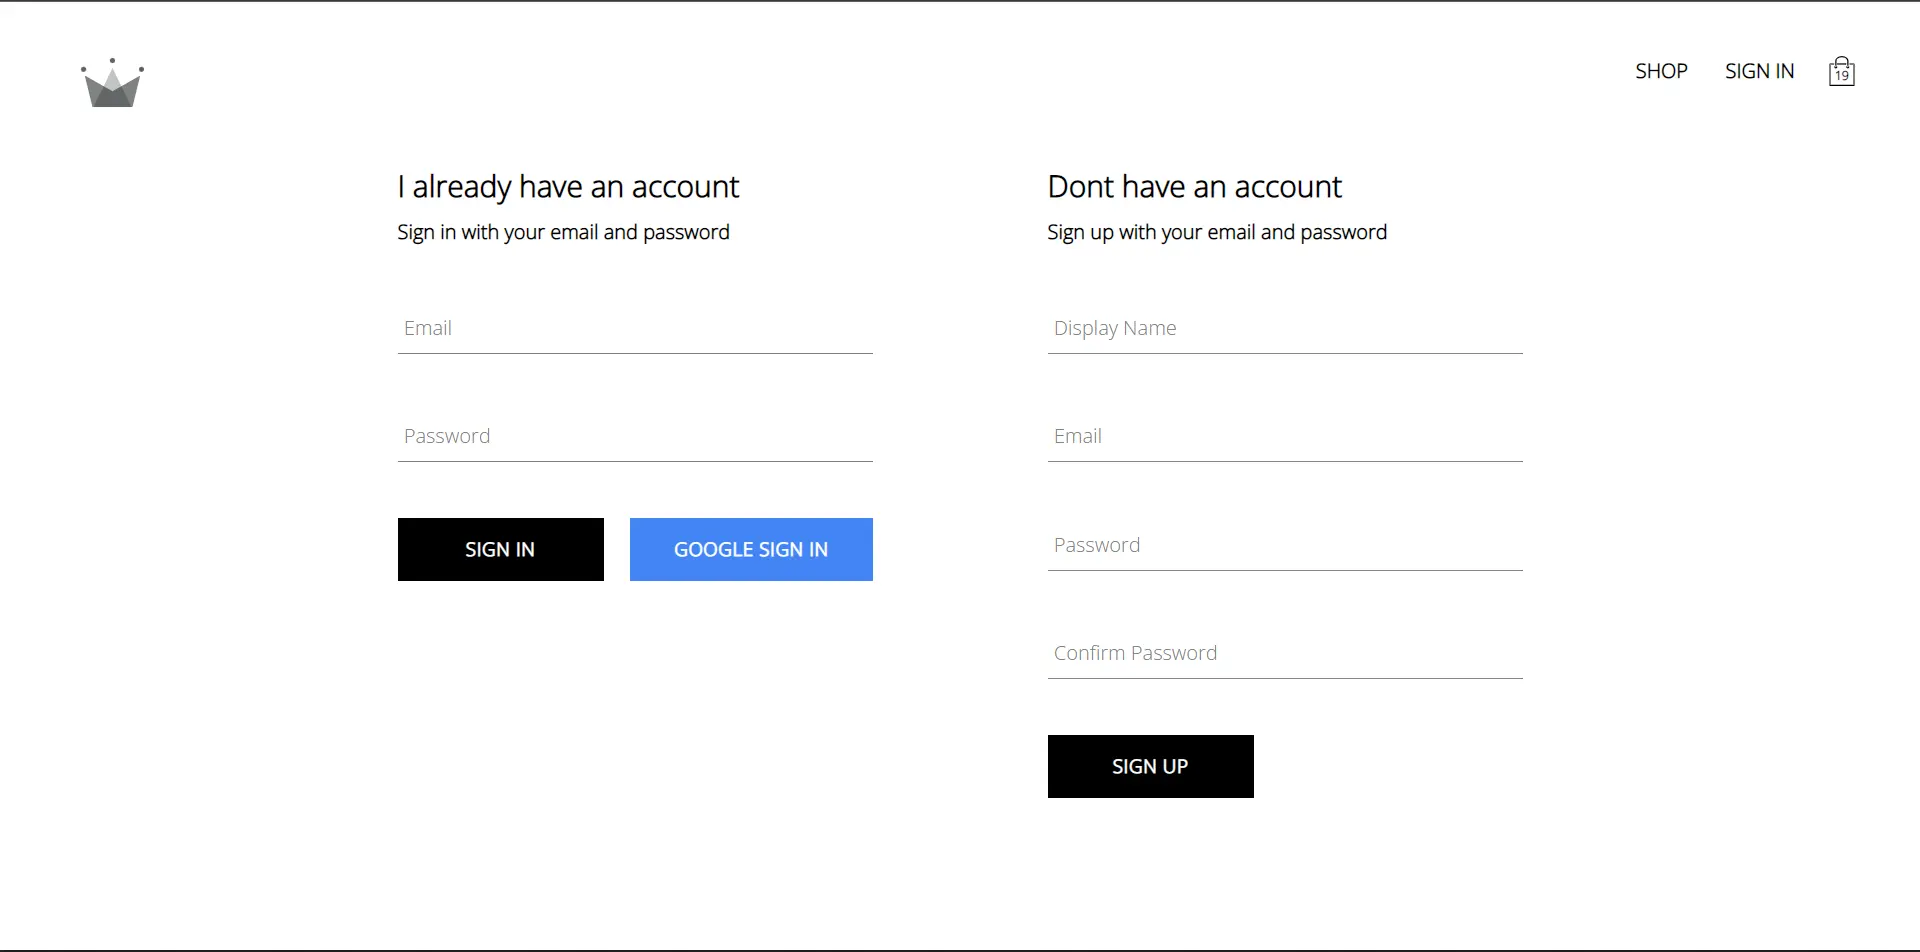 SHOP
SIGN IN
19
I already have an account
Sign in with your email and password
Email
Password
SIGN IN
GOOGLE SIGN IN
Dont have an account
Sign up with your email and password
Display Name
Email
Password
Confirm Password
SIGN UP